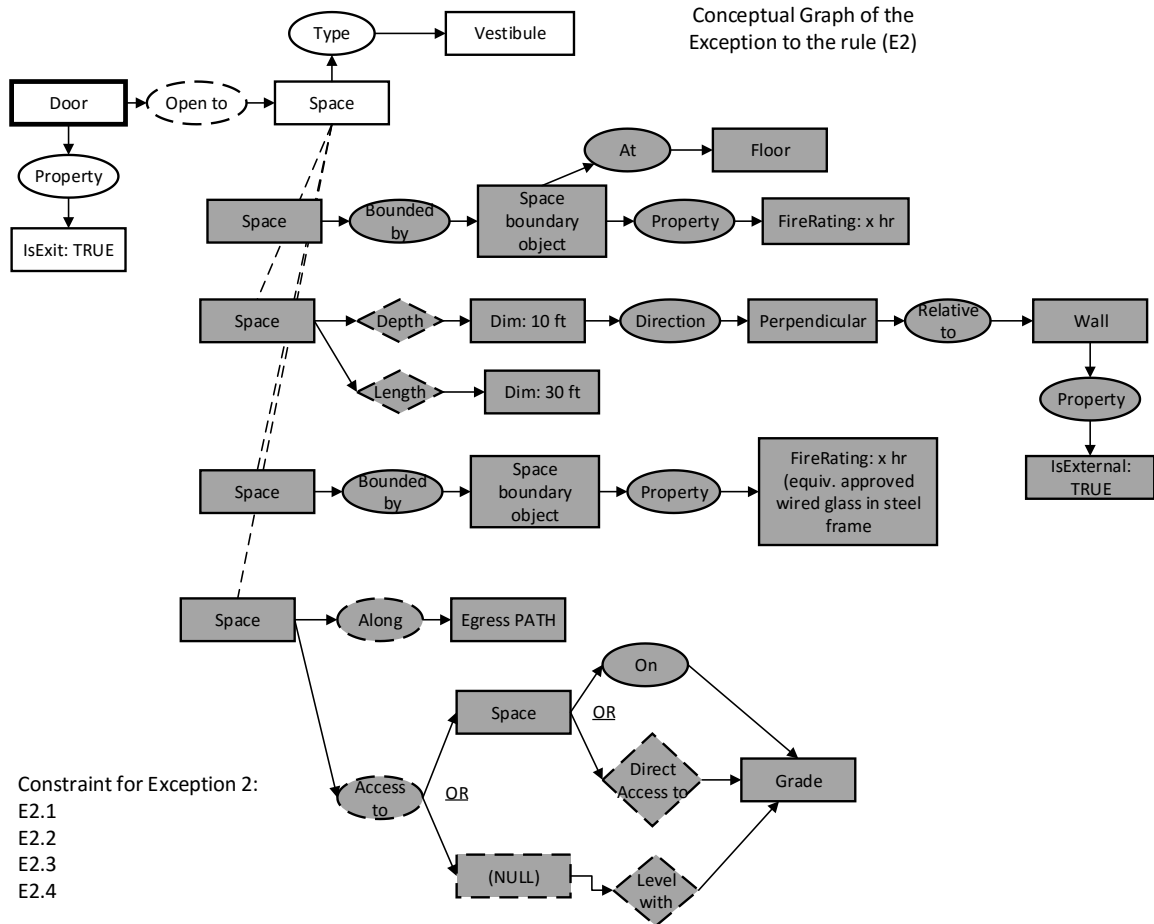 Conceptual Graph of the
Exception to the rule (E2)
Type
Vestibule
Door
Open to
Space
Property
IsExit: TRUE
At
Floor
Space
Bounded
by
Space
boundary
object
Property
FireRating: x hr
Space
Depth
Dim: 10 ft
Direction
Perpendicular
Relative
to
Wall
Length
Dim: 30 ft
Property
IsExternal:
TRUE
Space
Bounded
by
Space
boundary
object
Property
FireRating: x hr
(equiv. approved
wired glass in steel
frame
Space
Along
Egress PATH
On
Space
OR
Direct
Access to
Grade
Access
to
OR
(NULL)
Level
with
Constraint for Exception 2:
E2.1
E2.2
E2.3
E2.4